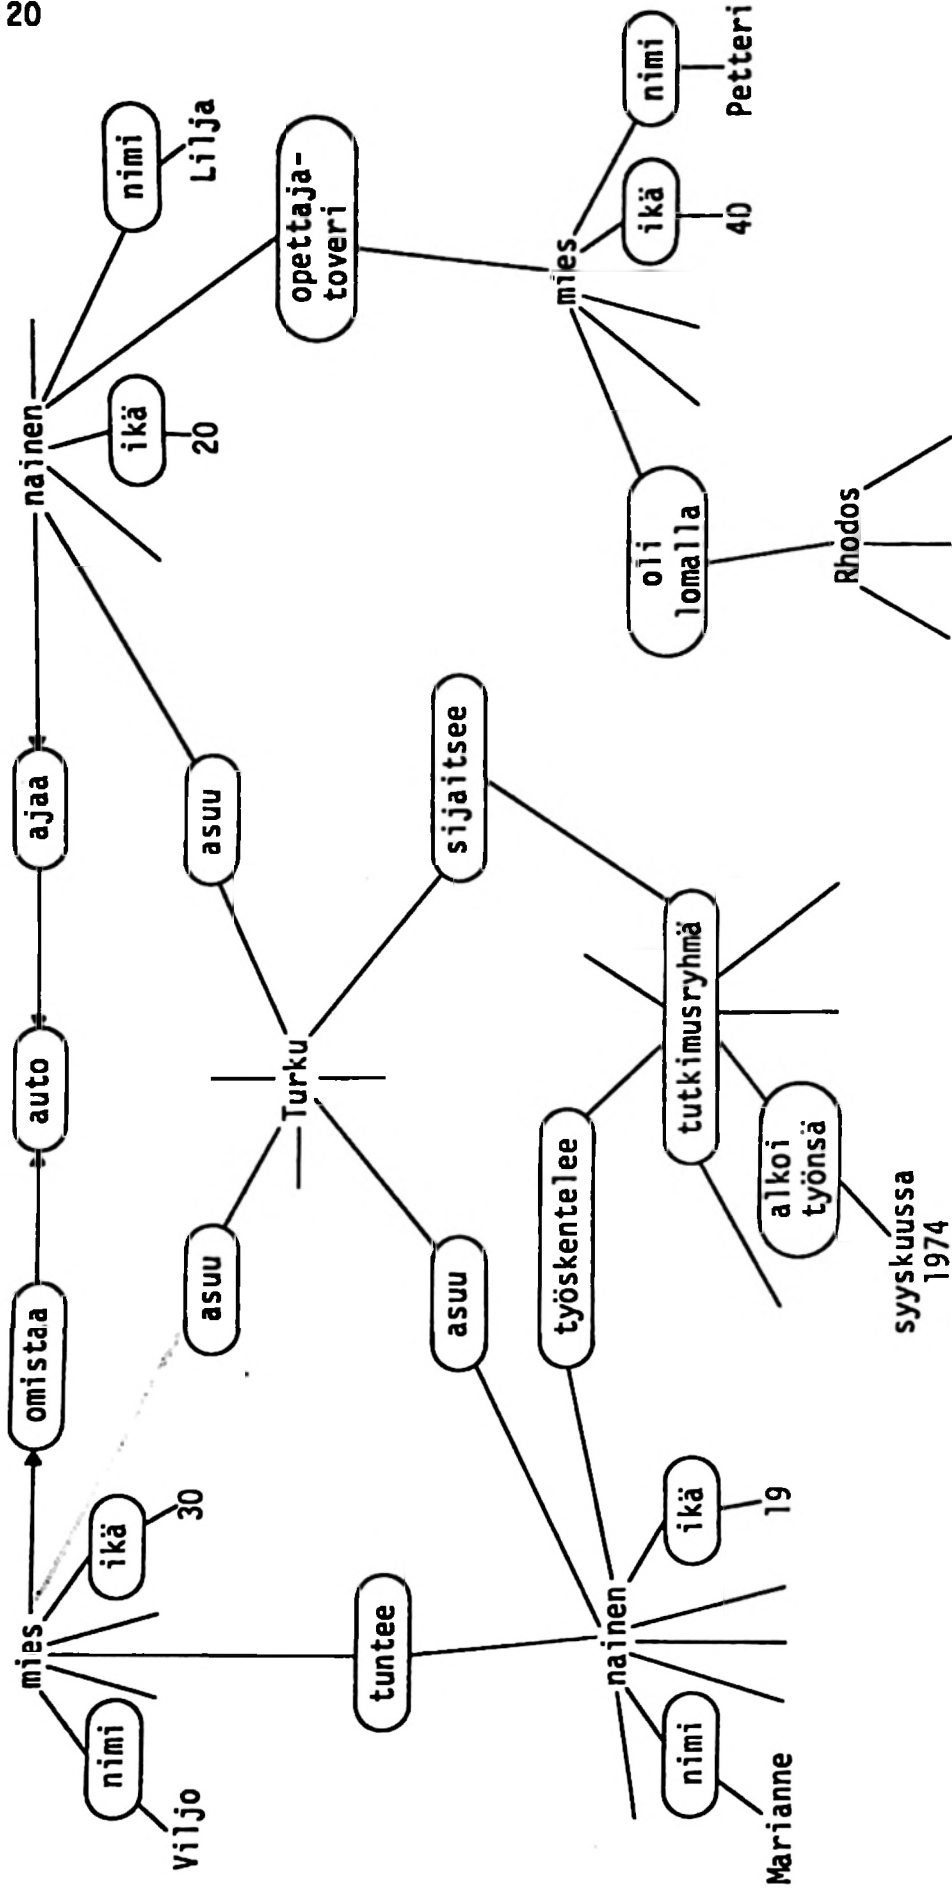 20
mies
omistaa
auto
ajaa
nainen
nimi
Viljo
ikä
30
asuu
asuu
ikä
20
nimi
Lilja
Turku
opettaja-
toveri
tuntee
asuu
sijaitsee
työskentelee
nainen
mies
nimi
Marianne
ikä
19
tutkimusryhmä
oli
lomalla
ikä
40
nimi
Petteri
alkoi
työnsä
syyskuussa
1974
Rhodos